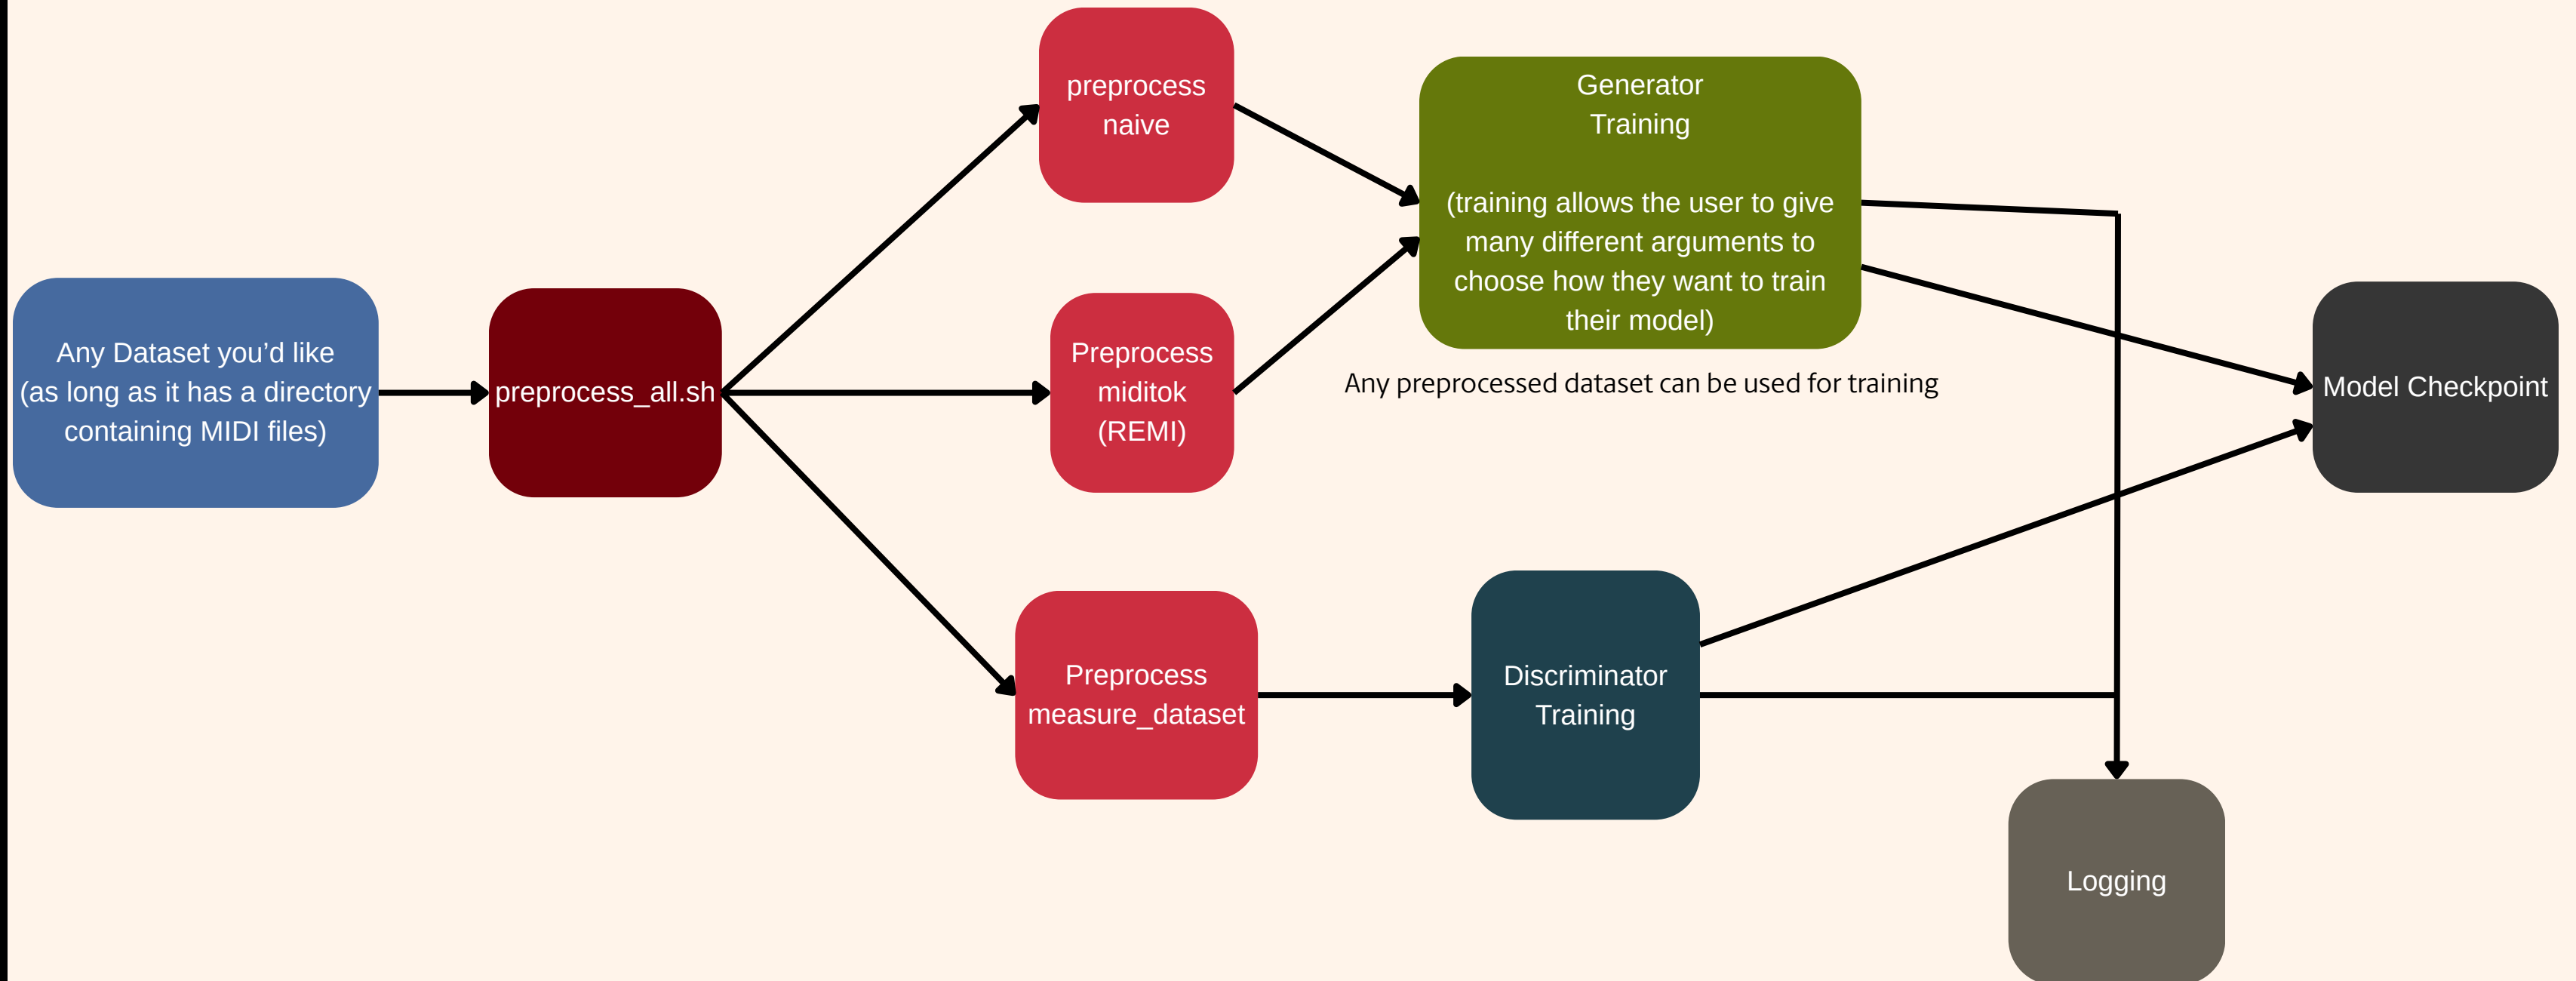 Any Dataset you’d like
(as long as it has a directory
containing MIDI files)
preprocess_all.sh
preprocess
naive
Preprocess
miditok
(REMI)
Preprocess
measure_dataset
Generator
Training
(training allows the user to give
many different arguments to
choose how they want to train
their model)
Any preprocessed dataset can be used for training
Discriminator
Training
Model Checkpoint
Logging